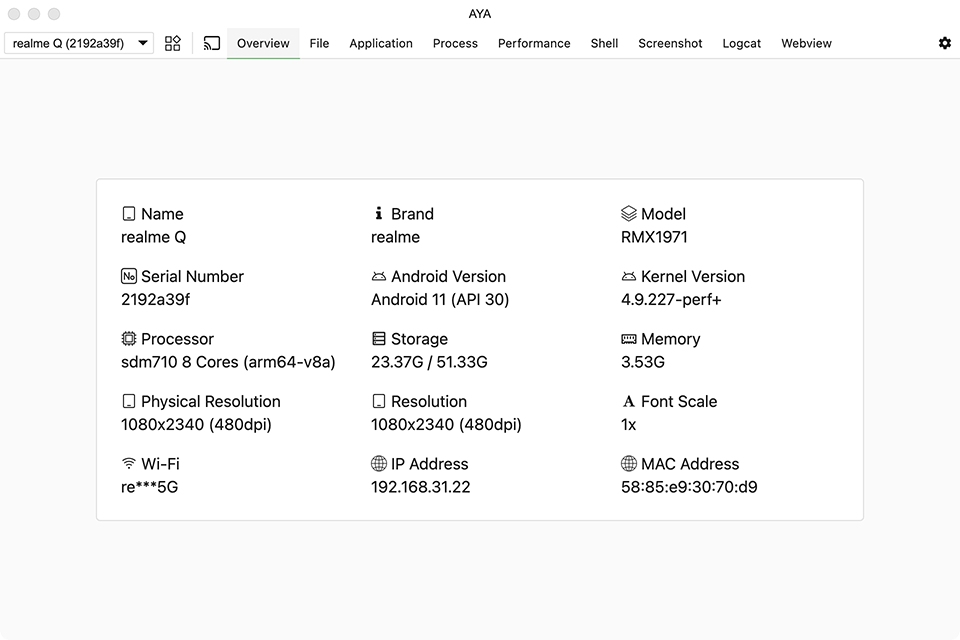 AYA
realme Q (2192a39f) Overview File Application Process Performance Shell Screenshot Logcat Webview
Name Brand Model
realme Q realme RMX1971
No Serial Number Android Version Kernel Version
2192a39f Android 11 (API 30) 4.9.227-perf+
Processor Storage Memory
sdm710 8 Cores (arm64-v8a) 23.37G / 51.33G 3.53G
Physical Resolution Resolution A Font Scale
1080x2340 (480dpi) 1080x2340 (480dpi) 1x
Wi-Fi IP Address MAC Address
re***5G 192.168.31.22 58:85:e9:30:70:d9